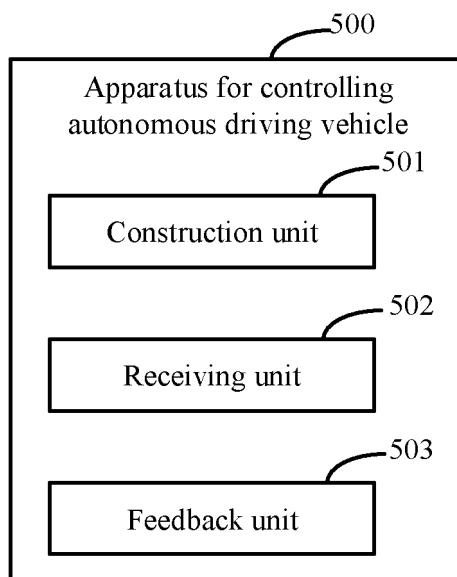 500
Apparatus for controlling
autonomous driving vehicle
501
Construction unit
502
Receiving unit
503
Feedback unit